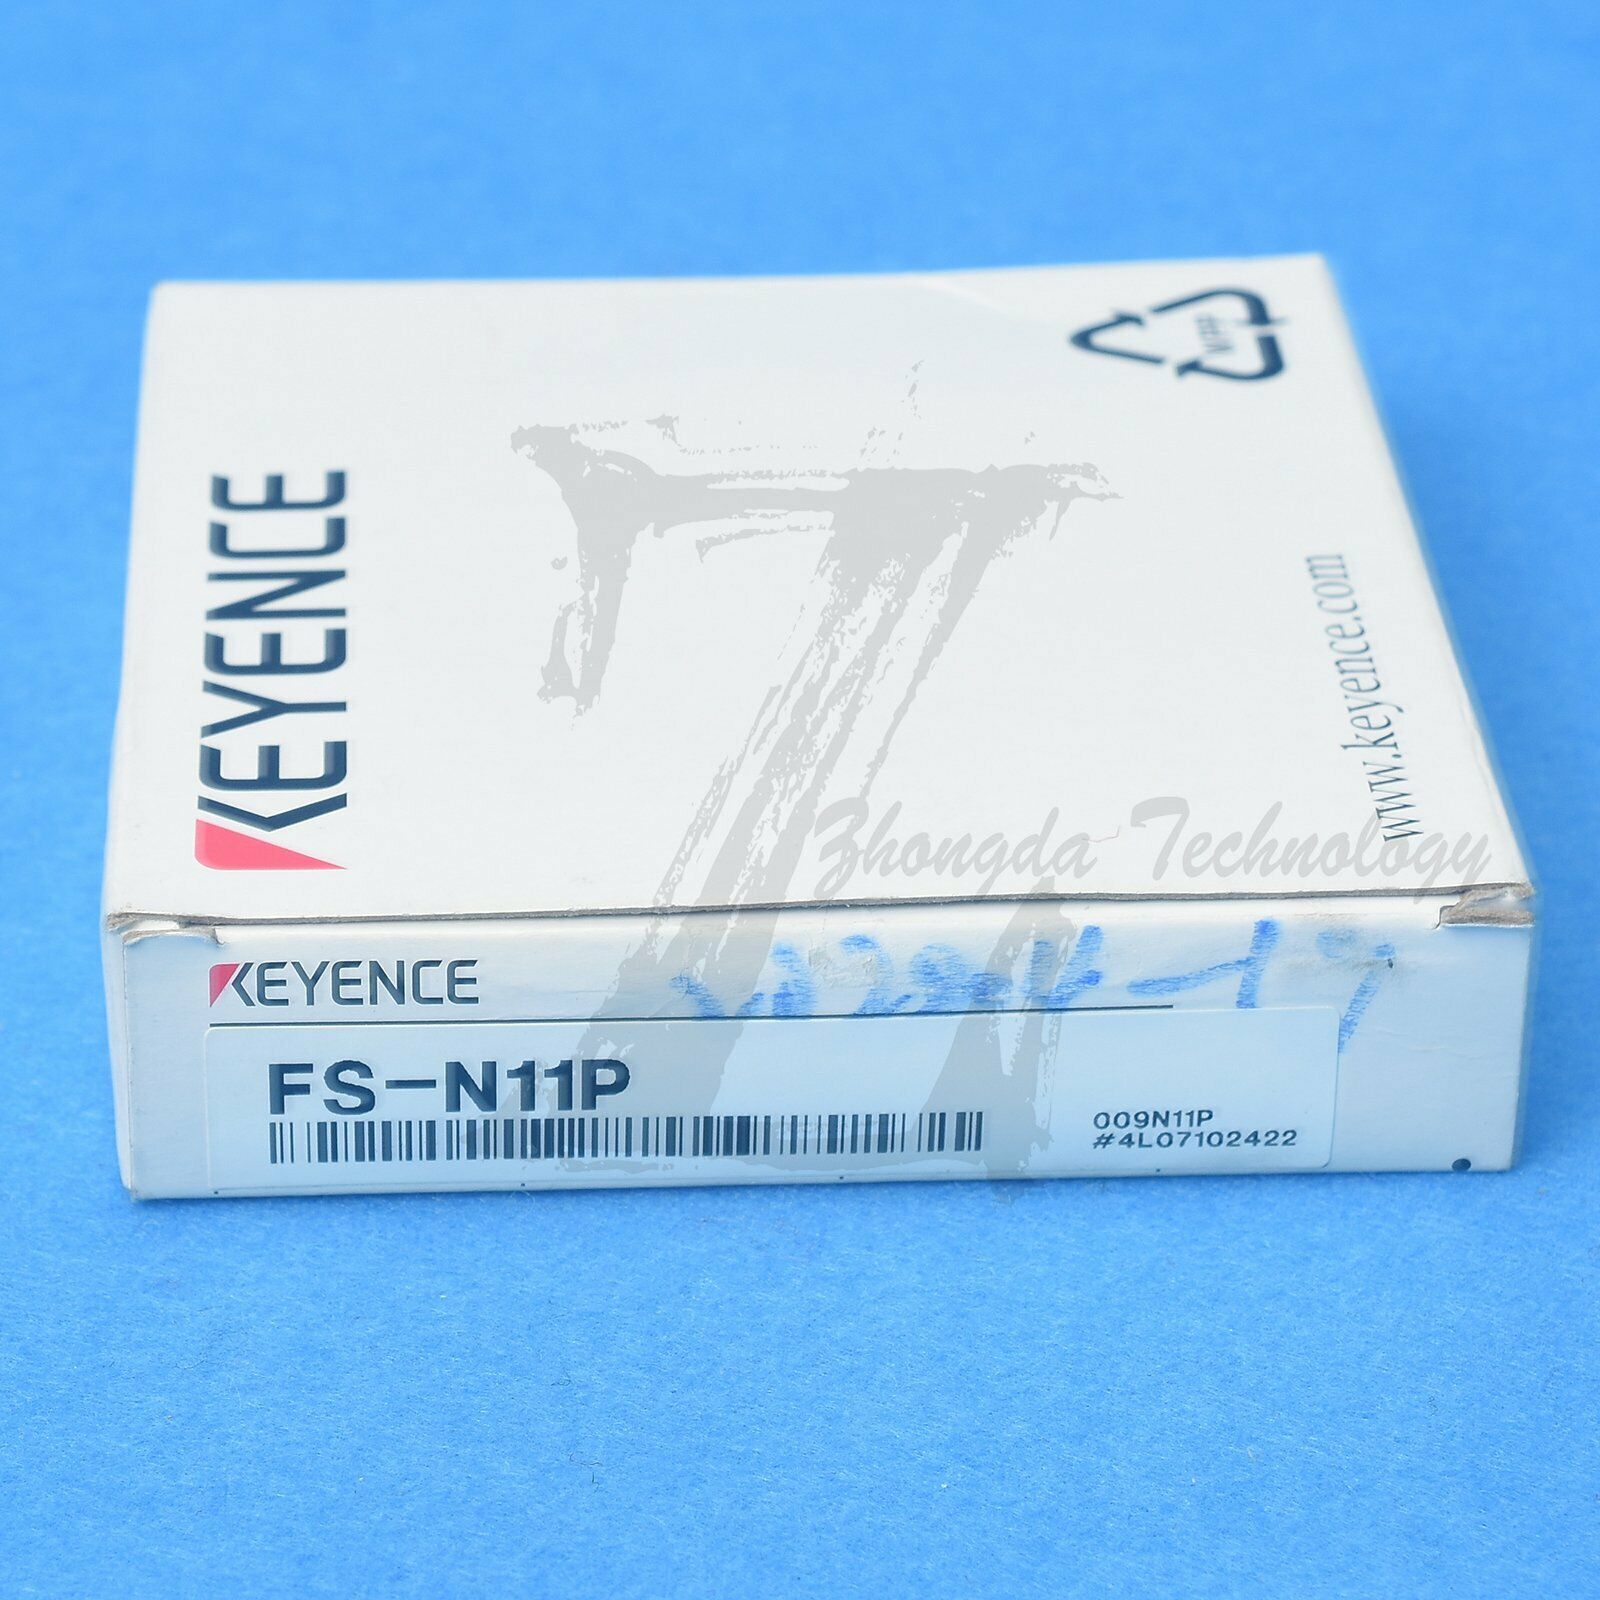 KEYENCE
www.keyence.com
Zhongda Technology
KEYENCE
FS-N11P
009N11P
#4L07102422